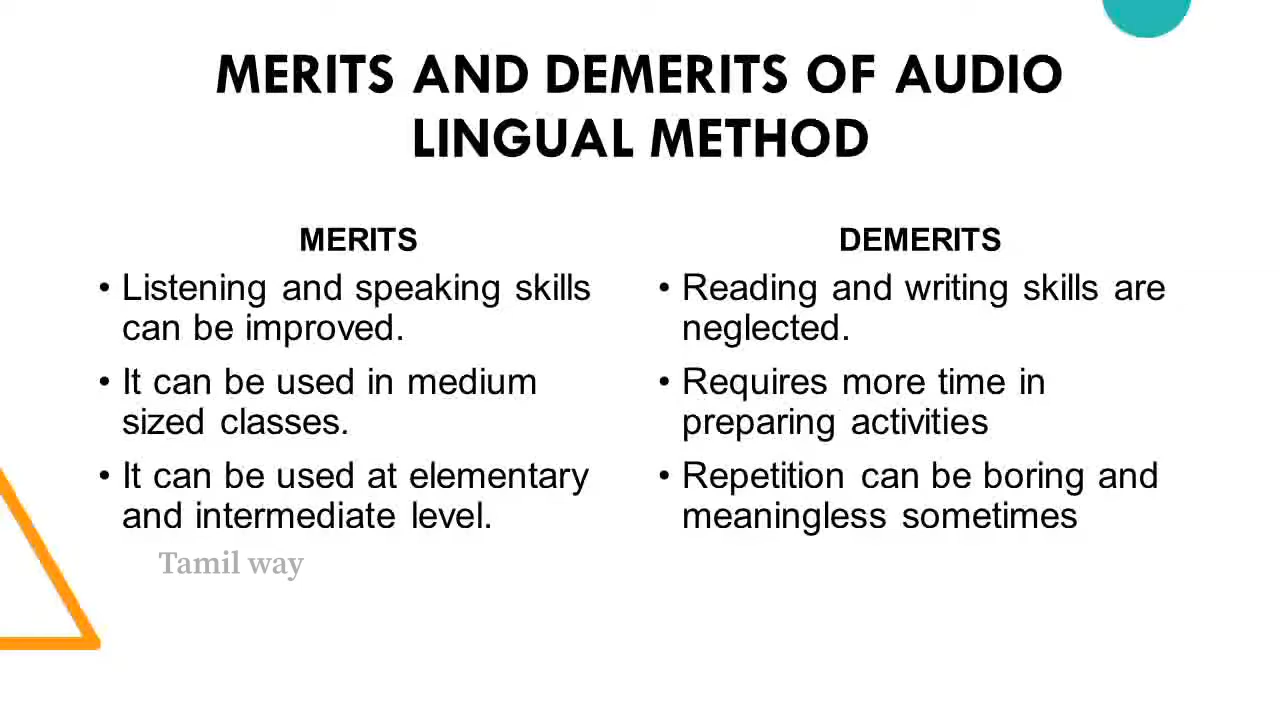 MERITS AND DEMERITS OF AUDIO
LINGUAL METHOD
MERITS
• Listening and speaking skills
can be improved.
• It can be used in medium
sized classes.
• It can be used at elementary
and intermediate level.
Tamil way
DEMERITS
• Reading and writing skills are
neglected.
• Requires more time in
preparing activities
• Repetition can be boring and
meaningless sometimes